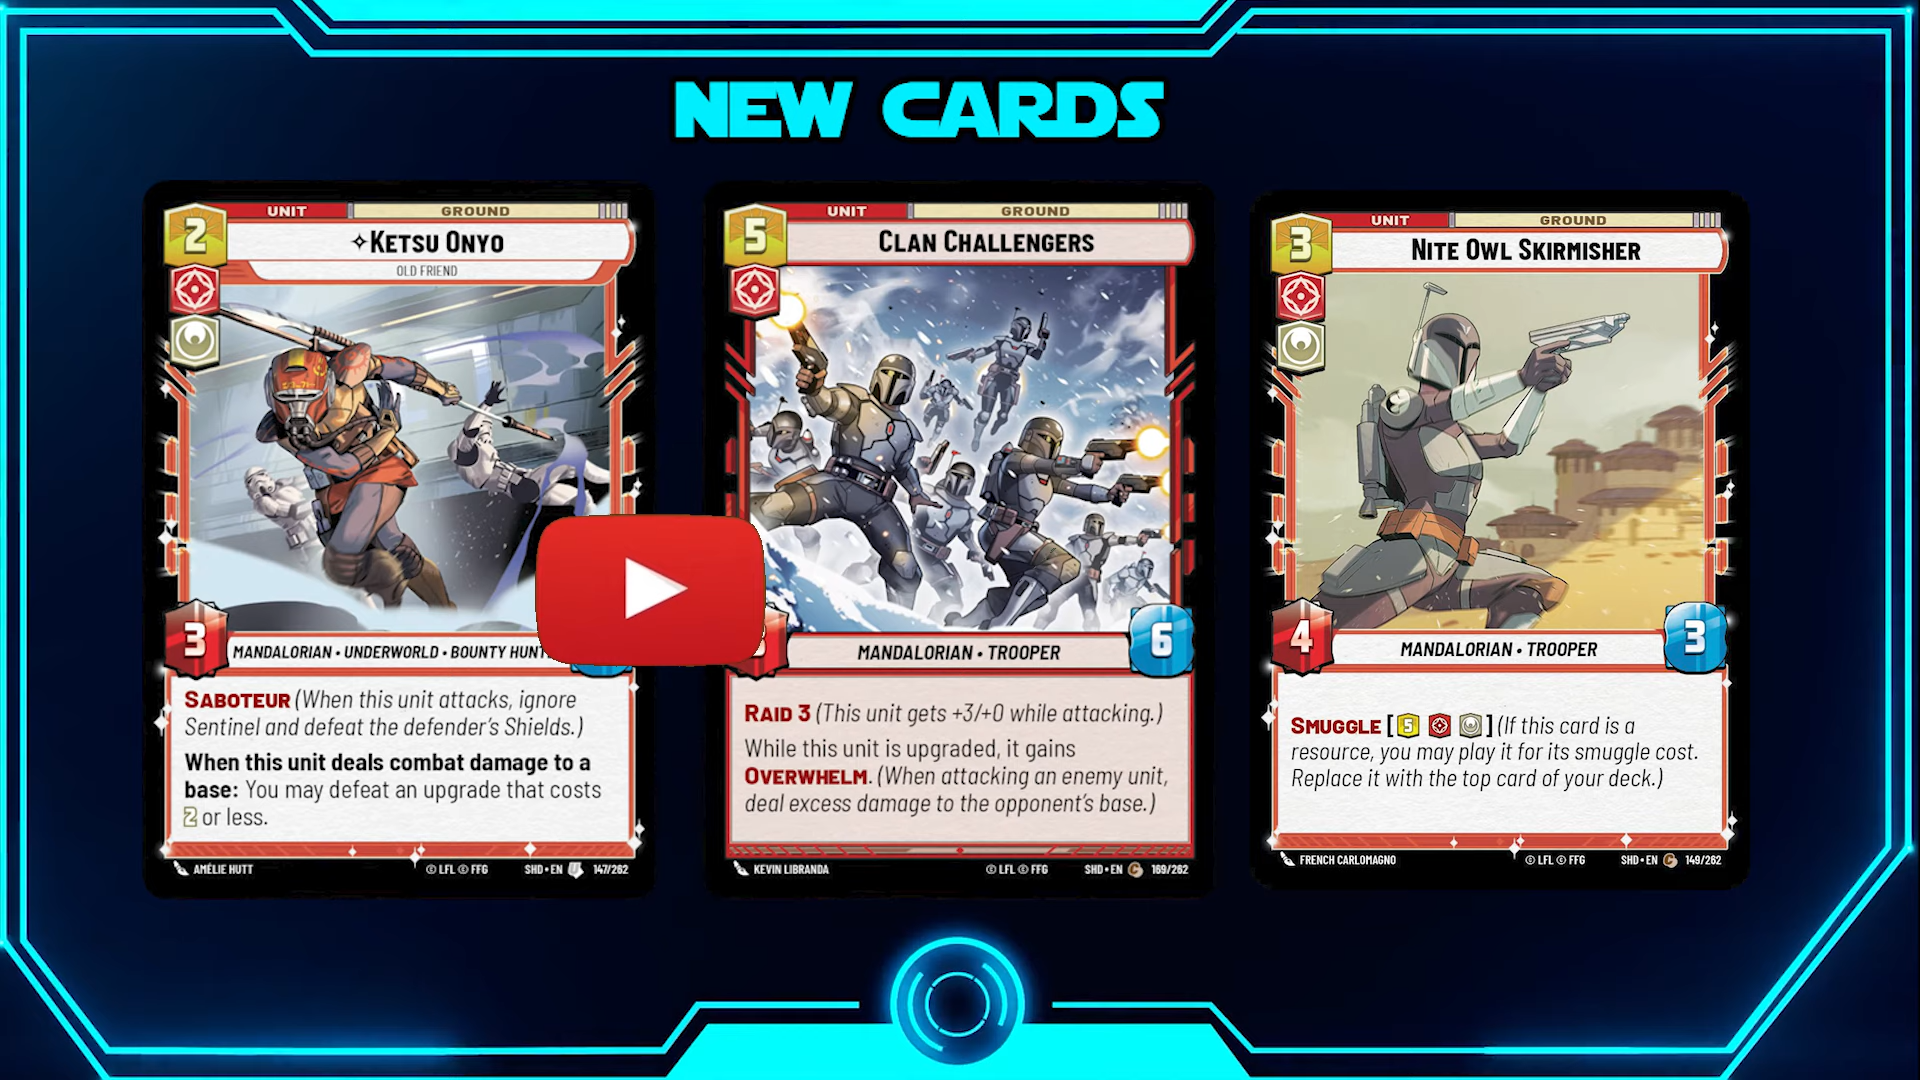 NEW CARDS
UNIT GROUND
2
✧KETSU ONYO
OLD FRIEND
3
MANDALORIAN • UNDERWORLD • BOUNTY
SABOTEUR (When this unit attacks, ignore
Sentinel and defeat the defender's Shields.)
When this unit deals combat damage to a
base: You may defeat an upgrade that costs
2 or less.
AMÉLIE HUTT © LFL © FFG SHD • EN 147/262
UNIT GROUND
5
CLAN CHALLENGERS
MANDALORIAN • TROOPER
6
RAID 3 (This unit gets +3/+0 while attacking.)
While this unit is upgraded, it gains
OVERWHELM. (When attacking an enemy unit,
deal excess damage to the opponent's base.)
KEVIN LIBRANDA © LFL © FFG SHD • EN C 169/262
UNIT GROUND
3
NITE OWL SKIRMISHER
4
MANDALORIAN • TROOPER
3
SMUGGLE [5] (If this card is a
resource, you may play it for its smuggle cost.
Replace it with the top card of your deck.)
FRENCH CARLOMAGNO © LFL © FFG SHD • EN C 149/262